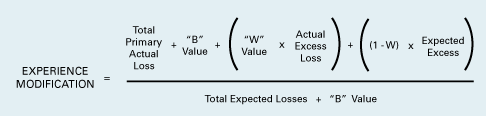 EXPERIENCE
MODIFICATION =
Total
Primary
Actual
Loss
+ “B”
Value
+ ( “W”
Value
x Actual
Excess
Loss )
+ ( (1 - W) x Expected
Excess )
Total Expected Losses + “B” Value